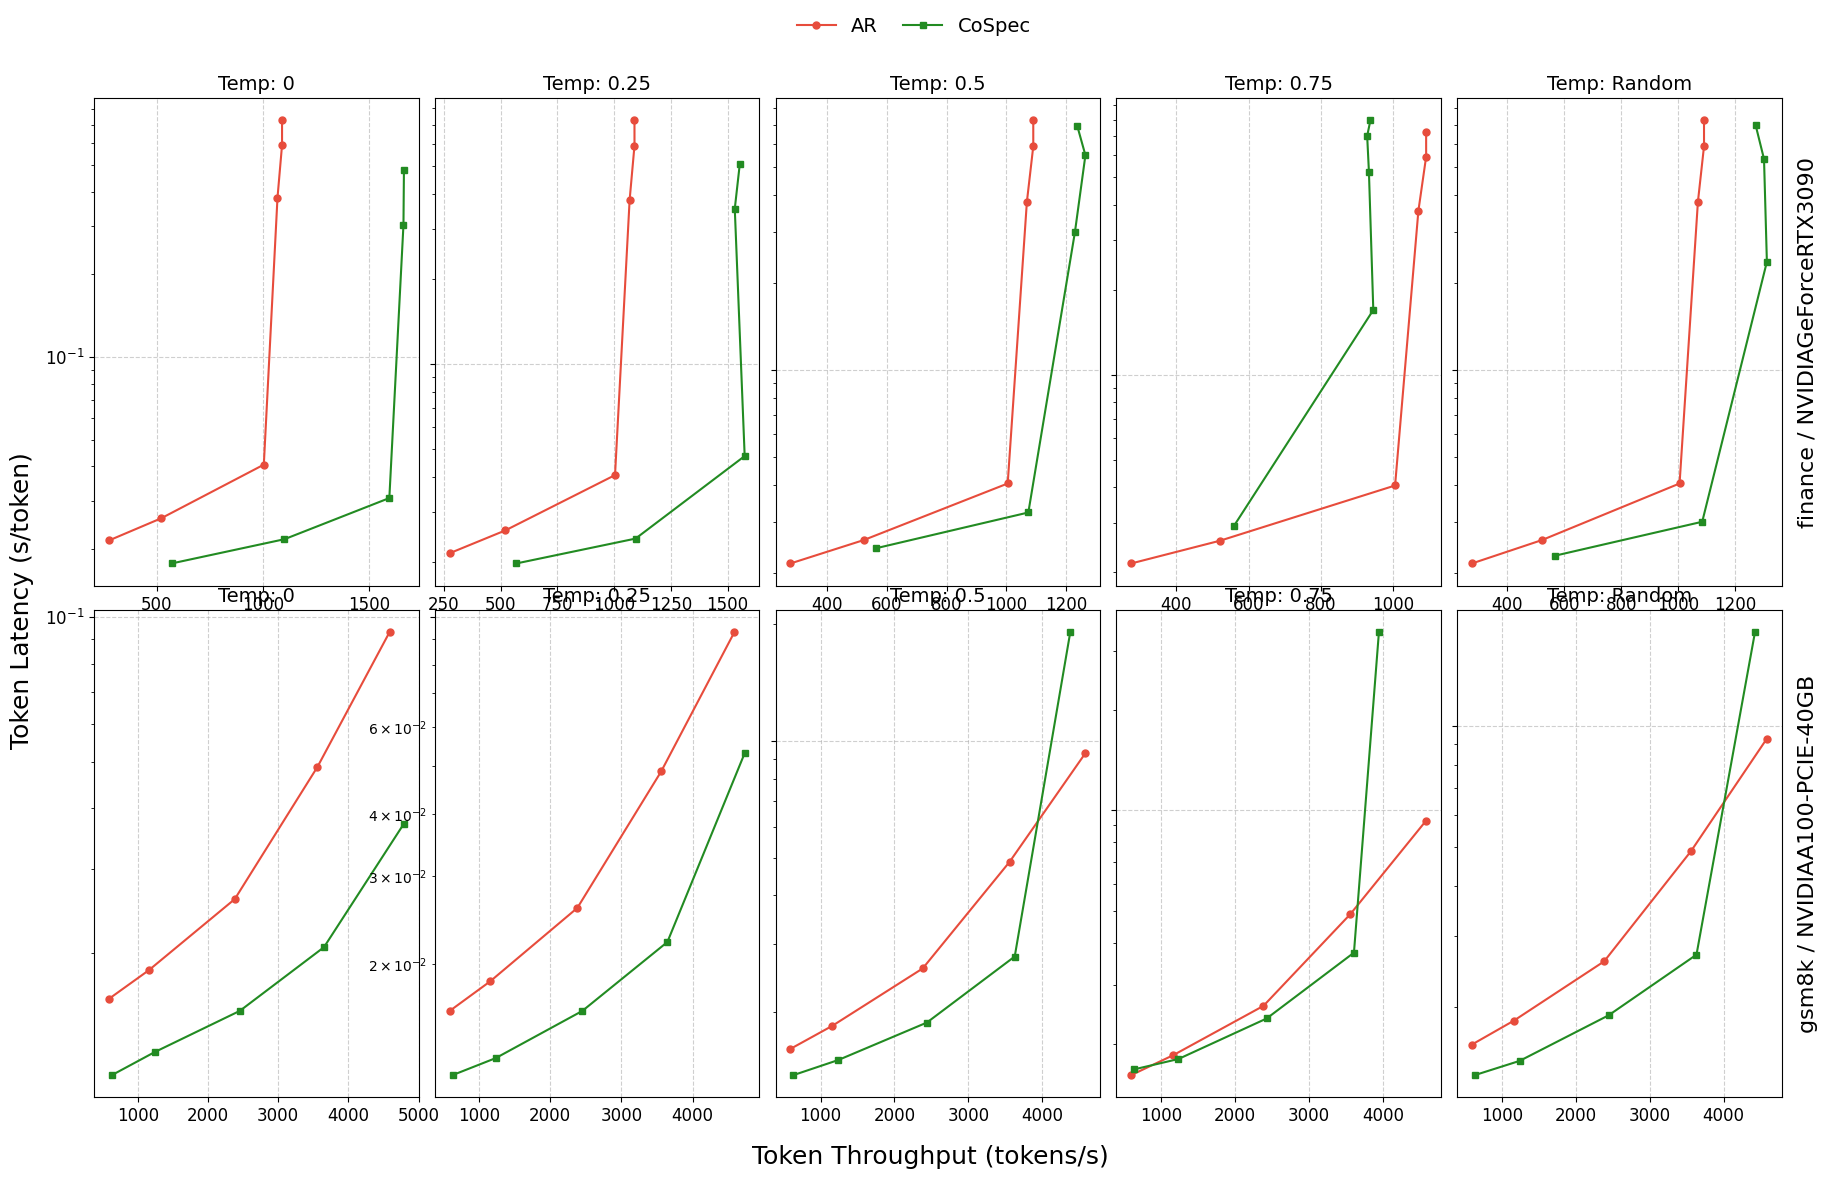 AR CoSpec
Temp: 0 Temp: 0.25 Temp: 0.5 Temp: 0.75 Temp: Random
10⁻¹
500 1000 1500 250 500 750 1000 1250 1500 400 600 800 1000 1200 400 600 800 1000 400 600 800 1000 1200
finance / NVIDIAGeForceRTX3090
Token Latency (s/token)
Temp: 0 Temp: 0.25 Temp: 0.5 Temp: 0.75 Temp: Random
10⁻¹
6 × 10⁻²
4 × 10⁻²
3 × 10⁻²
2 × 10⁻²
1000 2000 3000 4000 5000 1000 2000 3000 4000 1000 2000 3000 4000 1000 2000 3000 4000 1000 2000 3000 4000
gsm8k / NVIDIAA100-PCIE-40GB
Token Throughput (tokens/s)